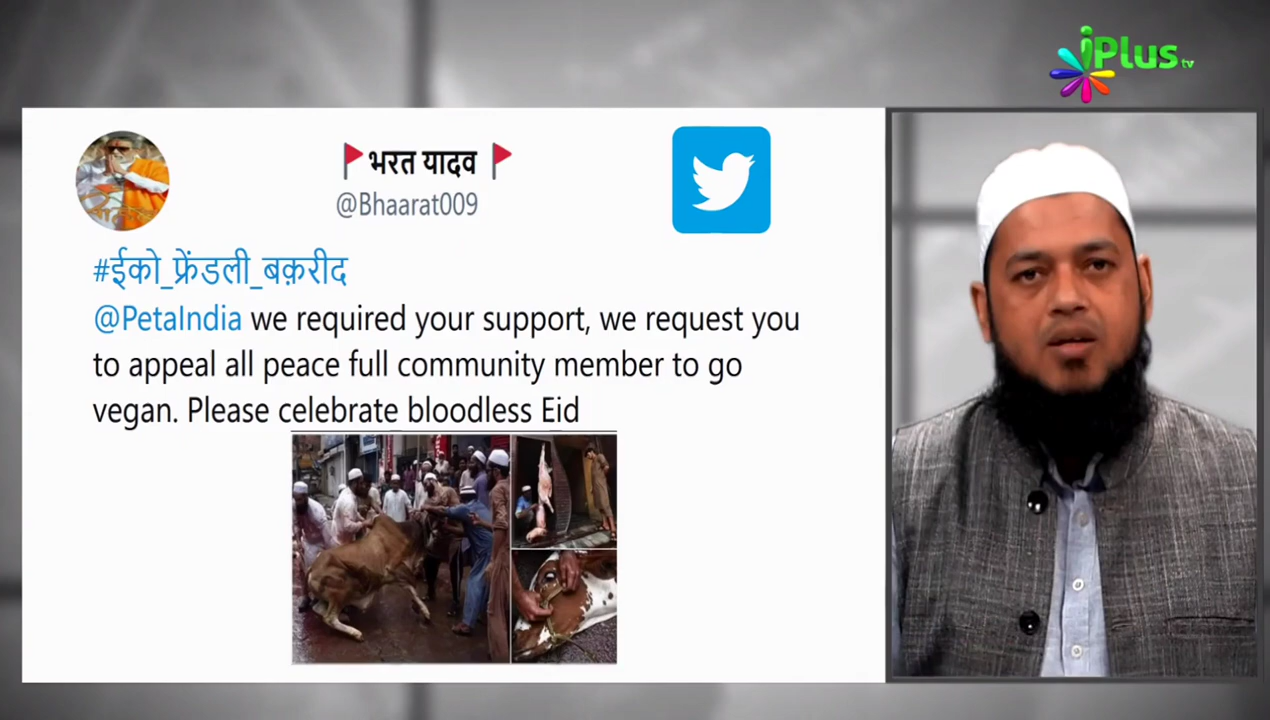 iPlus tv
भरत यादव
@Bhaarat009
#ईको_फ्रेंडली_बक़रीद
@PetaIndia we required your support, we request you
to appeal all peace full community member to go
vegan. Please celebrate bloodless Eid